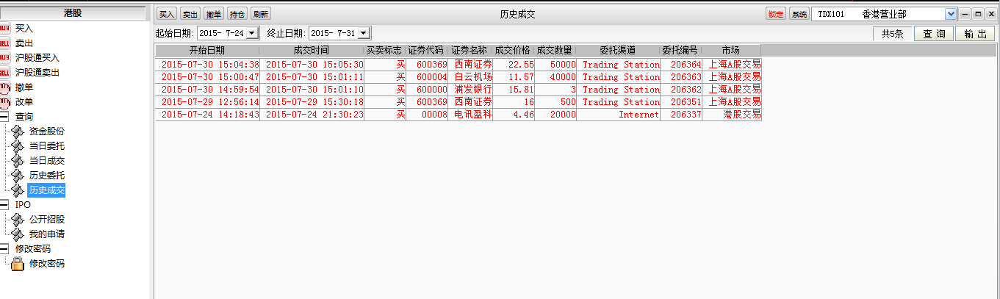 港股
买入 卖出 撤单 持仓 刷新 历史成交 锁定 系统 TDX101 香港营业部
买入
卖出
沪股通买入
沪股通卖出
撤单
改单
查询
资金股份
当日委托
当日成交
历史委托
历史成交
IPO
公开招股
我的申请
修改密码
修改密码
起始日期: 2015- 7-24 终止日期: 2015- 7-31 共5条 查 询 输 出
开始日期 成交时间 买卖标志 证券代码 证券名称 成交价格 成交数量 委托渠道 委托编号 市场
2015-07-30 15:04:38 2015-07-30 15:05:30 买 600369 西南证券 22.55 50000 Trading Station 206364 上海A股交易
2015-07-30 15:00:47 2015-07-30 15:01:11 买 600004 白云机场 11.57 40000 Trading Station 206363 上海A股交易
2015-07-30 14:59:54 2015-07-30 15:01:10 买 600000 浦发银行 15.81 3 Trading Station 206362 上海A股交易
2015-07-29 12:56:14 2015-07-29 15:30:18 买 600369 西南证券 16 500 Trading Station 206351 上海A股交易
2015-07-24 14:18:43 2015-07-24 21:30:23 买 00008 电讯盈科 4.46 20000 Internet 206337 港股交易